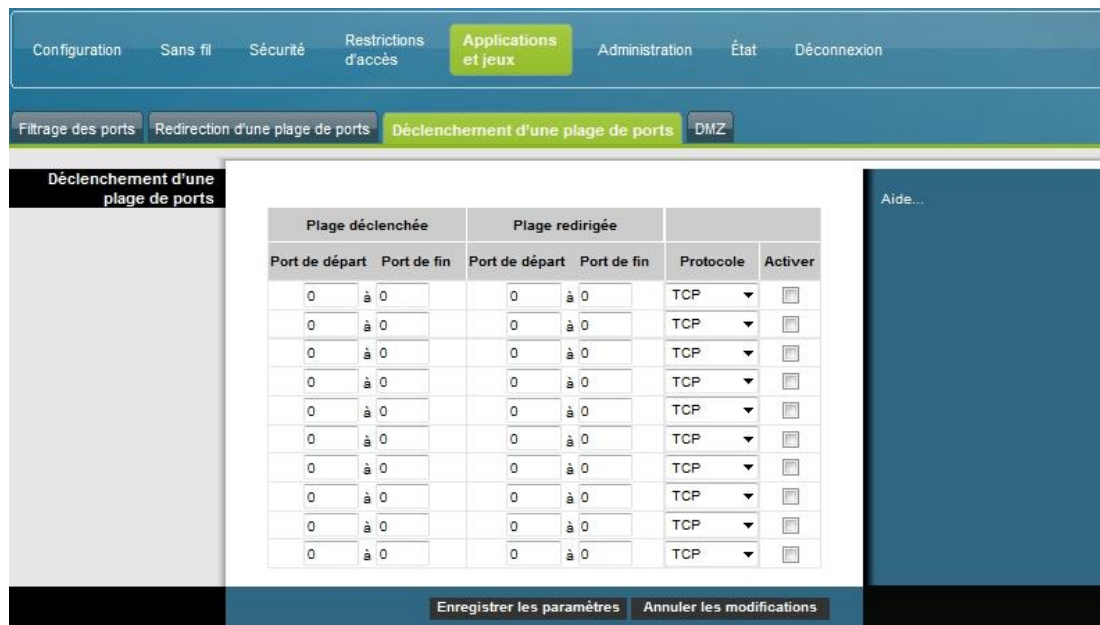 Configuration Sans fil Sécurité Restrictions d'accès Applications et jeux Administration État Déconnexion
Filtrage des ports Redirection d'une plage de ports Déclenchement d'une plage de ports DMZ
Déclenchement d'une
plage de ports
Aide...
Plage déclenchée Plage redirigée
Port de départ Port de fin Port de départ Port de fin Protocole Activer
0 à 0 0 à 0 TCP
0 à 0 0 à 0 TCP
0 à 0 0 à 0 TCP
0 à 0 0 à 0 TCP
0 à 0 0 à 0 TCP
0 à 0 0 à 0 TCP
0 à 0 0 à 0 TCP
0 à 0 0 à 0 TCP
0 à 0 0 à 0 TCP
0 à 0 0 à 0 TCP
Enregistrer les paramètres Annuler les modifications